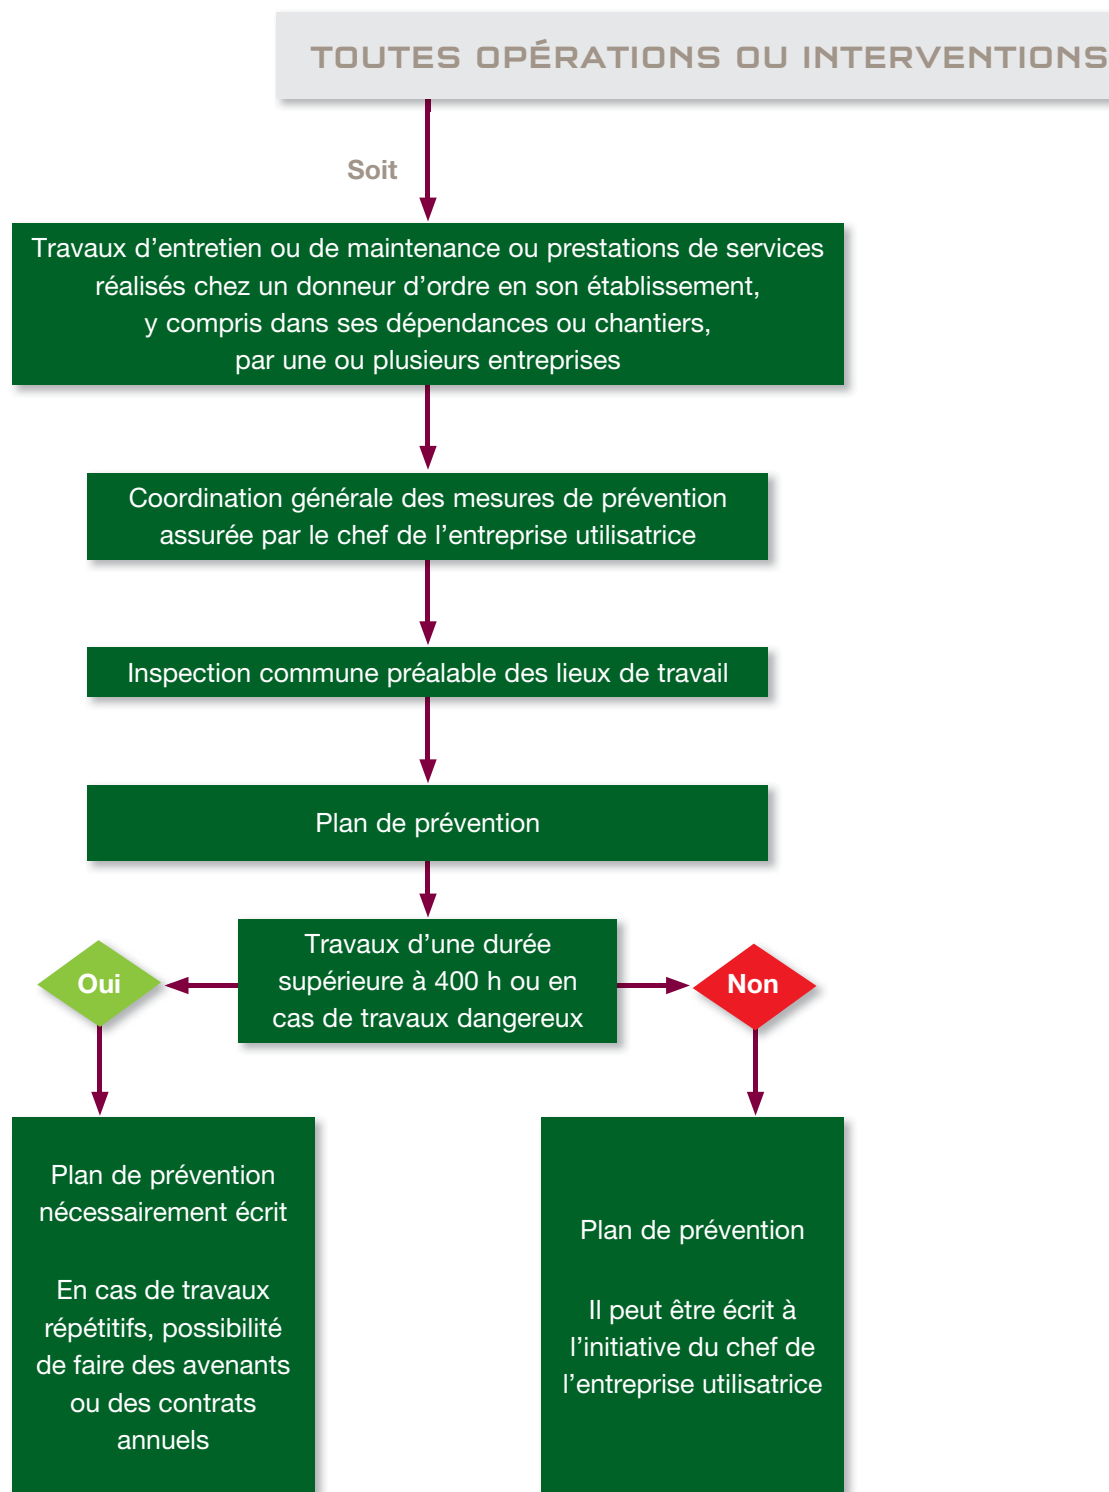 TOUTES OPÉRATIONS OU INTERVENTIONS
Soit
Travaux d’entretien ou de maintenance ou prestations de services
réalisés chez un donneur d’ordre en son établissement,
y compris dans ses dépendances ou chantiers,
par une ou plusieurs entreprises
Coordination générale des mesures de prévention
assurée par le chef de l’entreprise utilisatrice
Inspection commune préalable des lieux de travail
Plan de prévention
Travaux d’une durée
supérieure à 400 h ou en
cas de travaux dangereux
Oui
Non
Plan de prévention
nécessairement écrit
En cas de travaux
répétitifs, possibilité
de faire des avenants
ou des contrats
annuels
Plan de prévention
Il peut être écrit à
l’initiative du chef de
l’entreprise utilisatrice